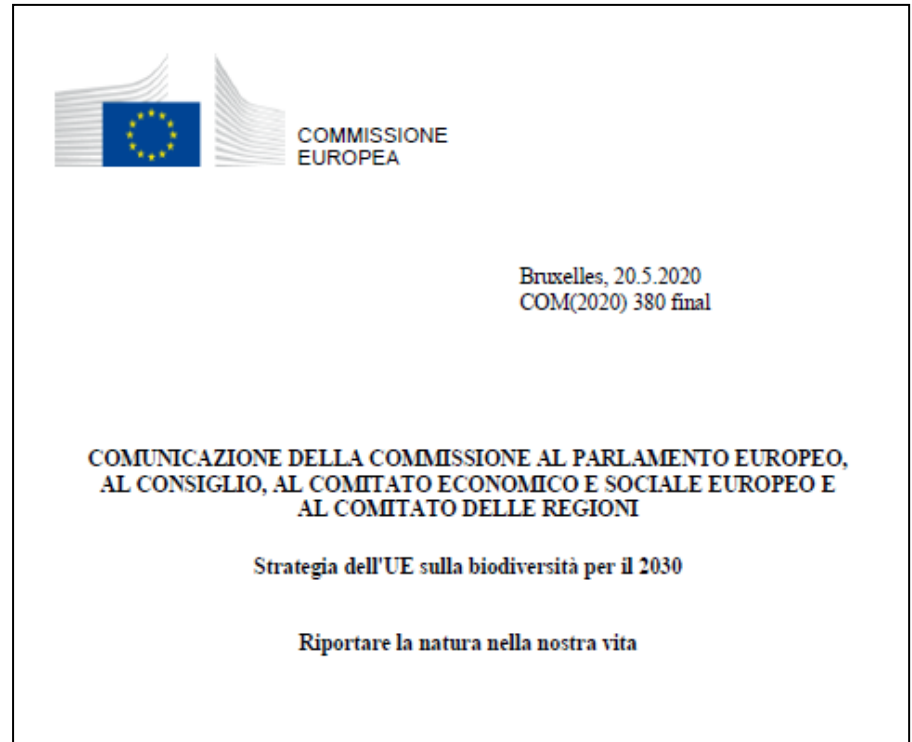 COMMISSIONE
EUROPEA
Bruxelles, 20.5.2020
COM(2020) 380 final
COMUNICAZIONE DELLA COMMISSIONE AL PARLAMENTO EUROPEO,
AL CONSIGLIO, AL COMITATO ECONOMICO E SOCIALE EUROPEO E
AL COMITATO DELLE REGIONI
Strategia dell'UE sulla biodiversità per il 2030
Riportare la natura nella nostra vita